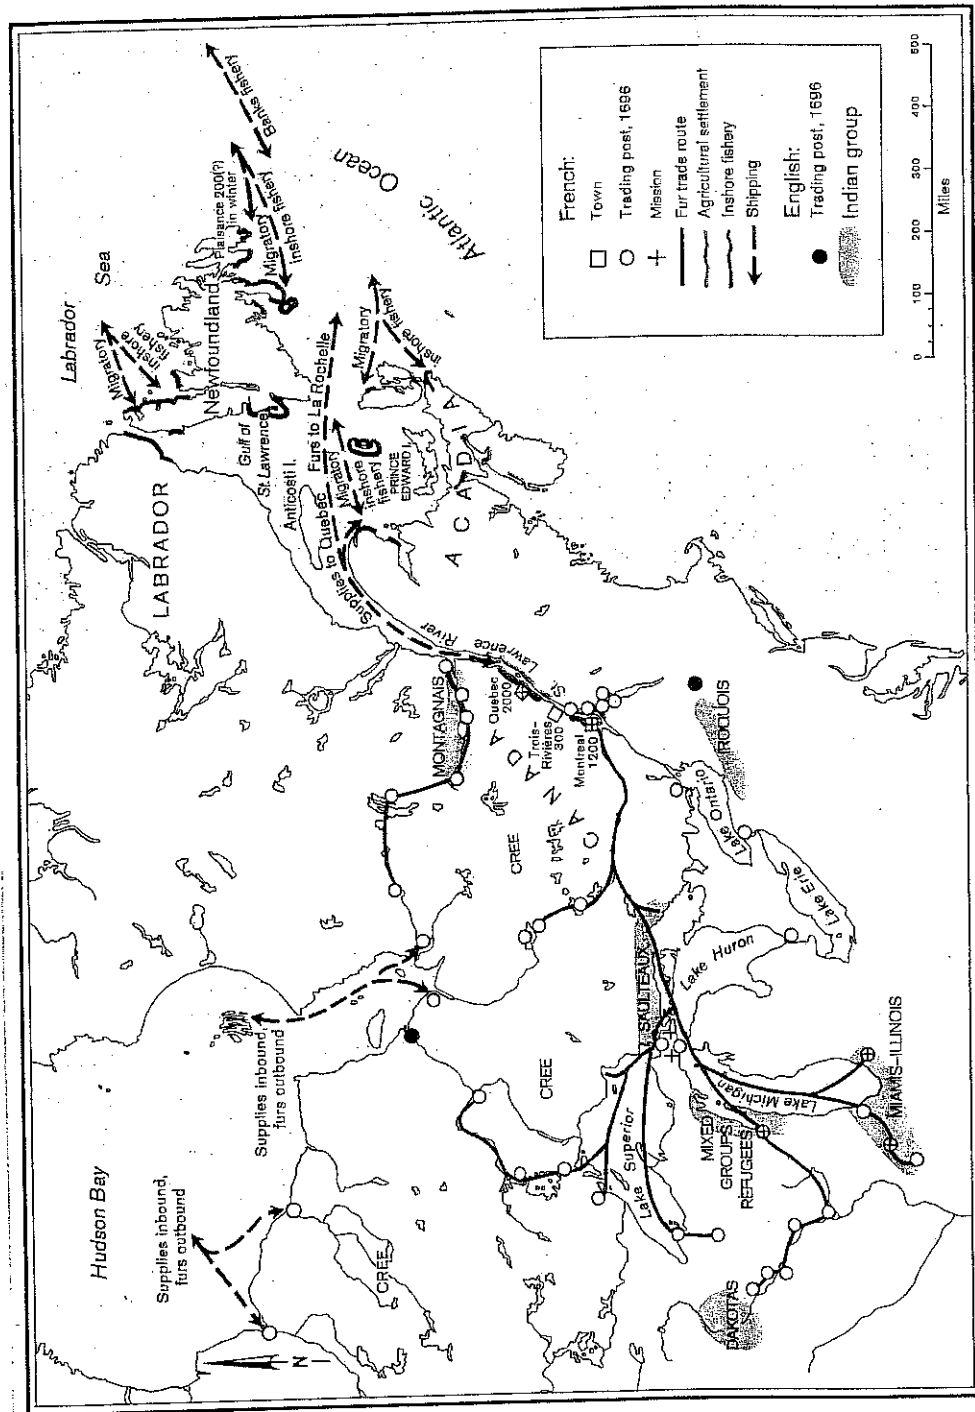 Hudson Bay
Supplies inbound,
furs outbound
Supplies inbound
furs outbound
N
CREE
CREE
CREE
LABRADOR
Labrador
Sea
Migratory
inshore
fishery
Newfoundland
Plaisance 200(?)
in winter
Migratory
inshore fishery
Banks fishery
Atlantic
Ocean
Gulf of
St. Lawrence
Anticosti I.
Supplies to Quebec
Furs to La Rochelle
Migratory
inshore
fishery
PRINCE
EDWARD I.
Migratory
inshore fishery
ACADIA
MONTAGNAIS
St. Lawrence
River
CANADA
Quebec
2000
Trois-
Rivières
300
Montreal
1200
IROQUOIS
Lake Ontario
Lake Erie
Lake Huron
SAULTEAUX
Lake Superior
Lake Michigan
MIXED
GROUPS
REFUGEES
MIAMIS-ILLINOIS
DAKOTAS
French:
Town
Trading post, 1696
Mission
Fur trade route
Agricultural settlement
Inshore fishery
Shipping
English:
Trading post, 1696
Indian group
0 100 200 300 400 500
Miles